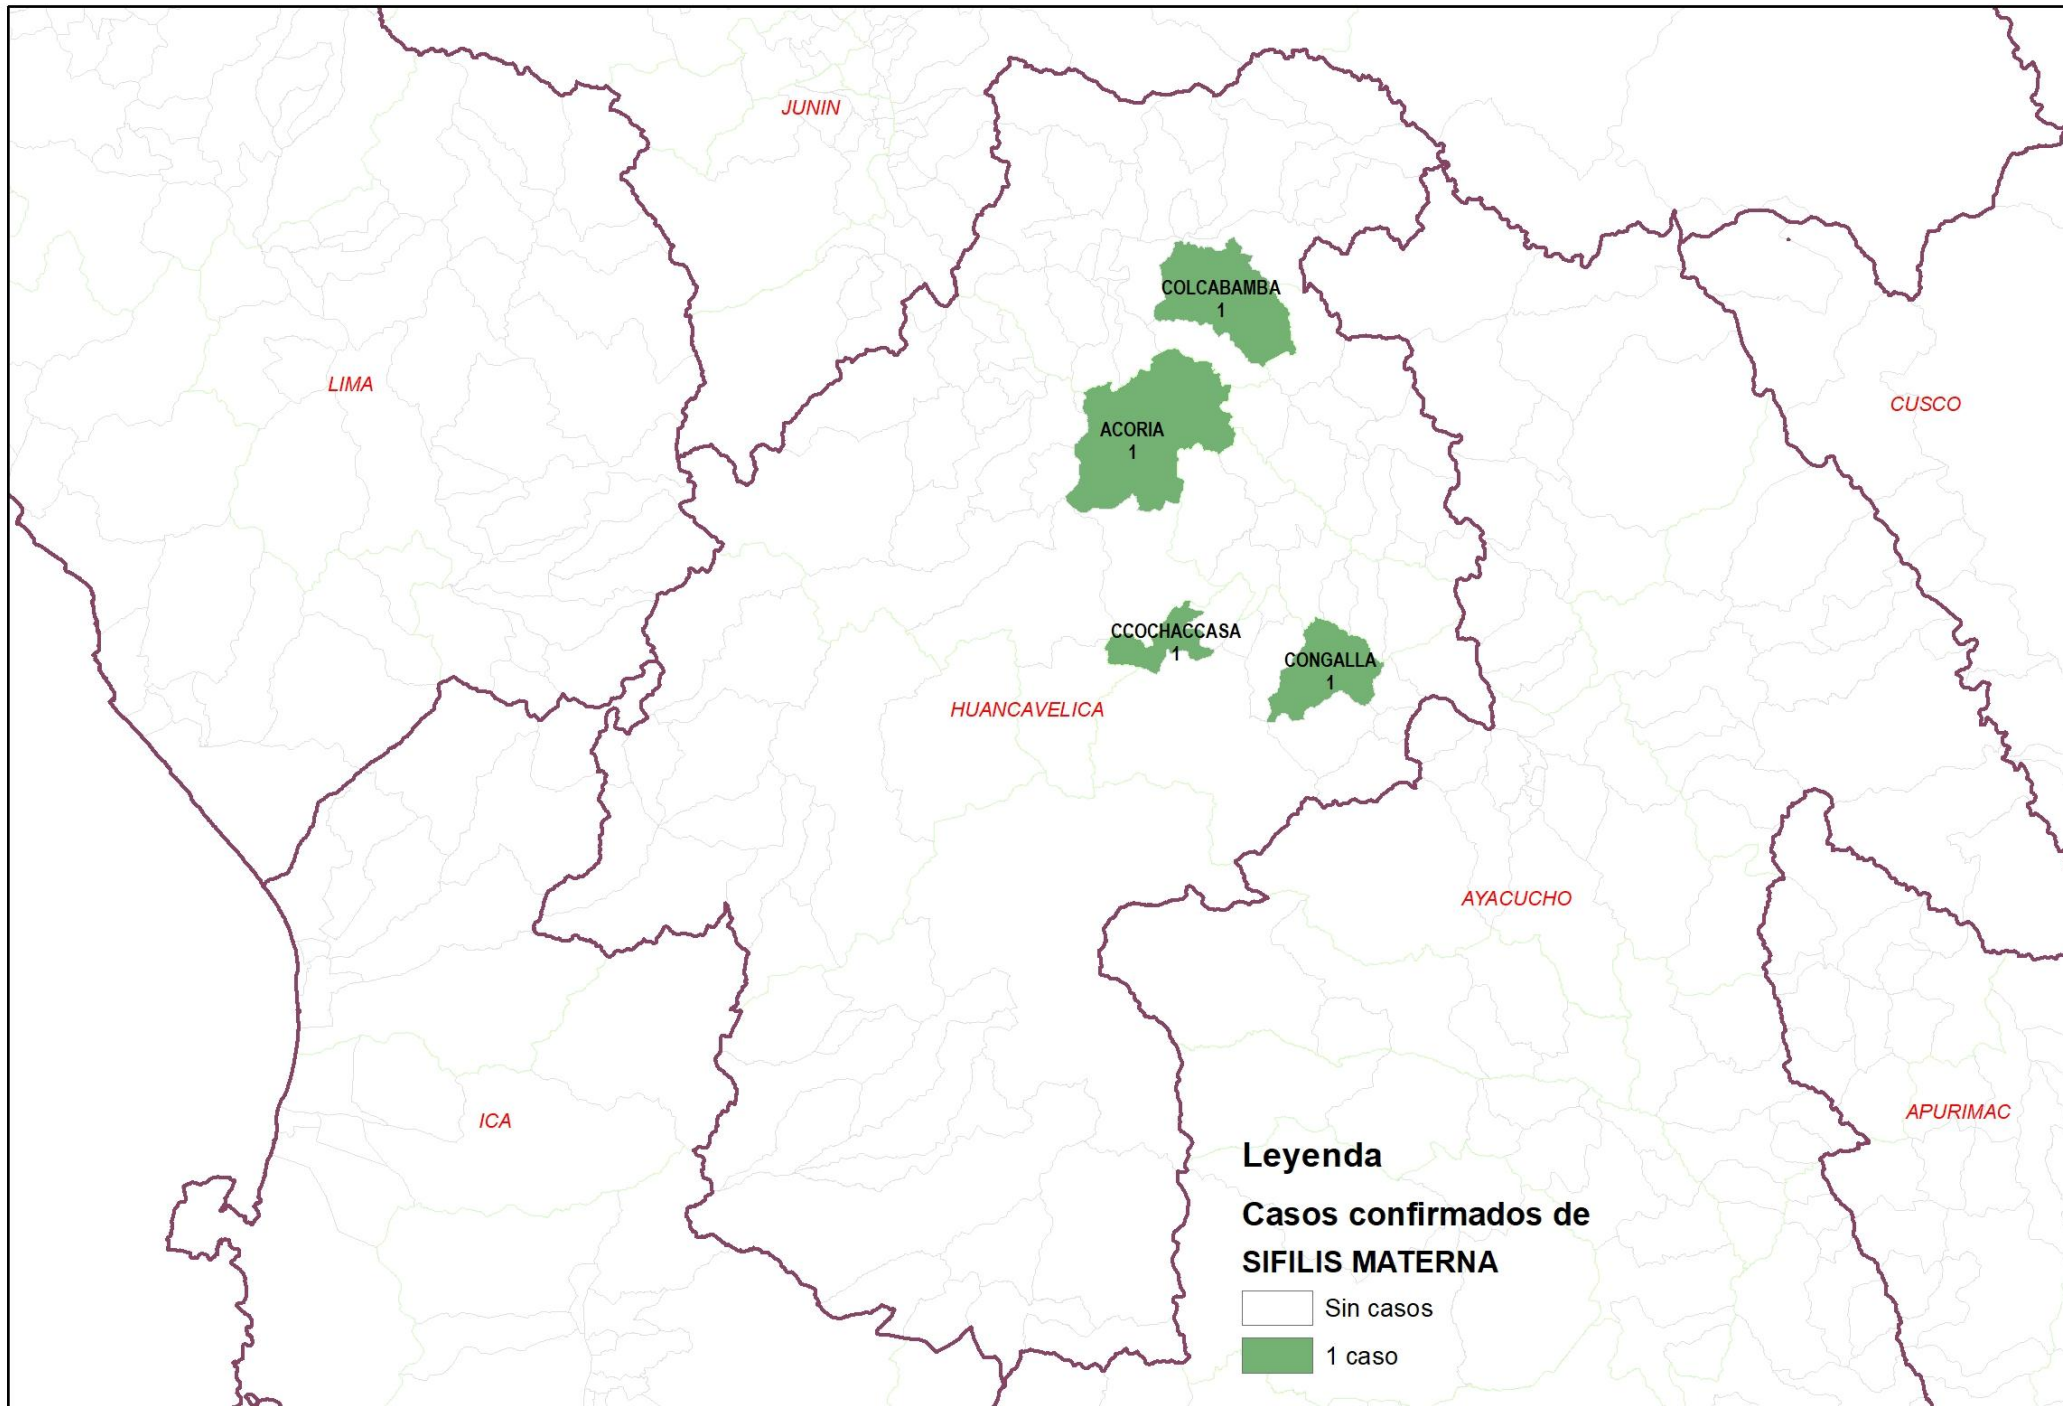 JUNIN
COLCABAMBA
1
LIMA
CUSCO
ACORIA
1
CCOCHACCASA
1
CONGALLA
1
HUANCAVELICA
AYACUCHO
ICA
APURIMAC
Leyenda
Casos confirmados de
SIFILIS MATERNA
Sin casos
1 caso